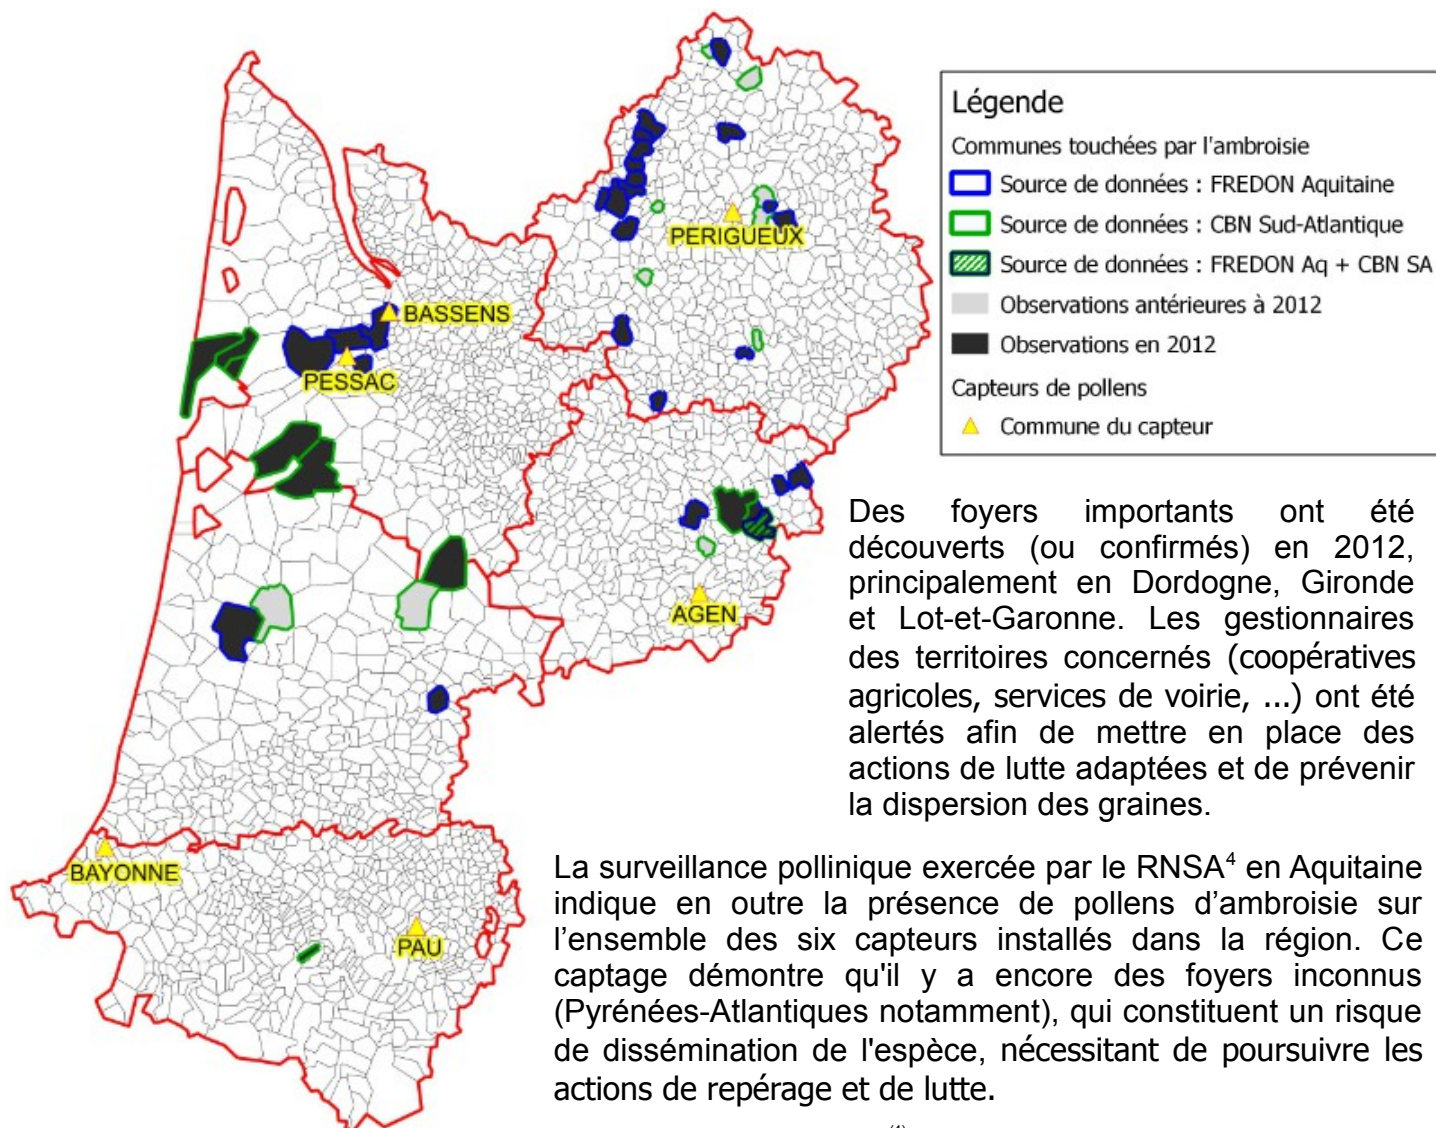 Légende
Communes touchées par l'ambroisie
Source de données : FREDON Aquitaine
Source de données : CBN Sud-Atlantique
Source de données : FREDON Aq + CBN SA
Observations antérieures à 2012
Observations en 2012
Capteurs de pollens
Commune du capteur
PERIGUEUX
BASSENS
PESSAC
AGEN
BAYONNE
PAU
Des foyers importants ont été
découverts (ou confirmés) en 2012,
principalement en Dordogne, Gironde
et Lot-et-Garonne. Les gestionnaires
des territoires concernés (coopératives
agricoles, services de voirie, ...) ont été
alertés afin de mettre en place des
actions de lutte adaptées et de prévenir
la dispersion des graines.
La surveillance pollinique exercée par le RNSA⁴ en Aquitaine
indique en outre la présence de pollens d’ambroisie sur
l’ensemble des six capteurs installés dans la région. Ce
captage démontre qu'il y a encore des foyers inconnus
(Pyrénées-Atlantiques notamment), qui constituent un risque
de dissémination de l'espèce, nécessitant de poursuivre les
actions de repérage et de lutte.